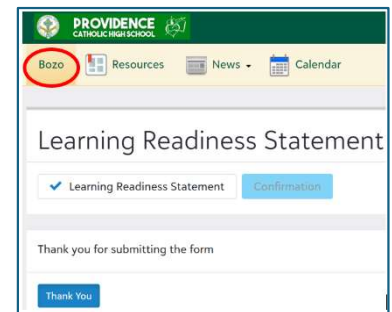 PROVIDENCE
CATHOLIC HIGH SCHOOL
Bozo Resources News Calendar
Learning Readiness Statement
Learning Readiness Statement Confirmation
Thank you for submitting the form
Thank You